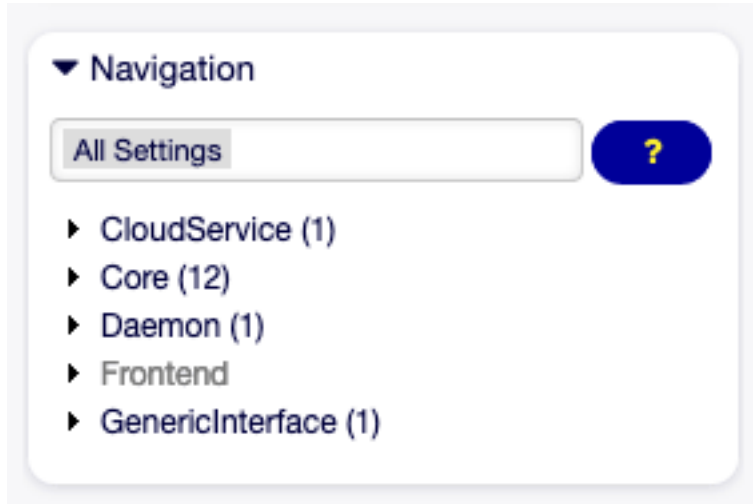 Navigation
All Settings
?
CloudService (1)
Core (12)
Daemon (1)
Frontend
GenericInterface (1)